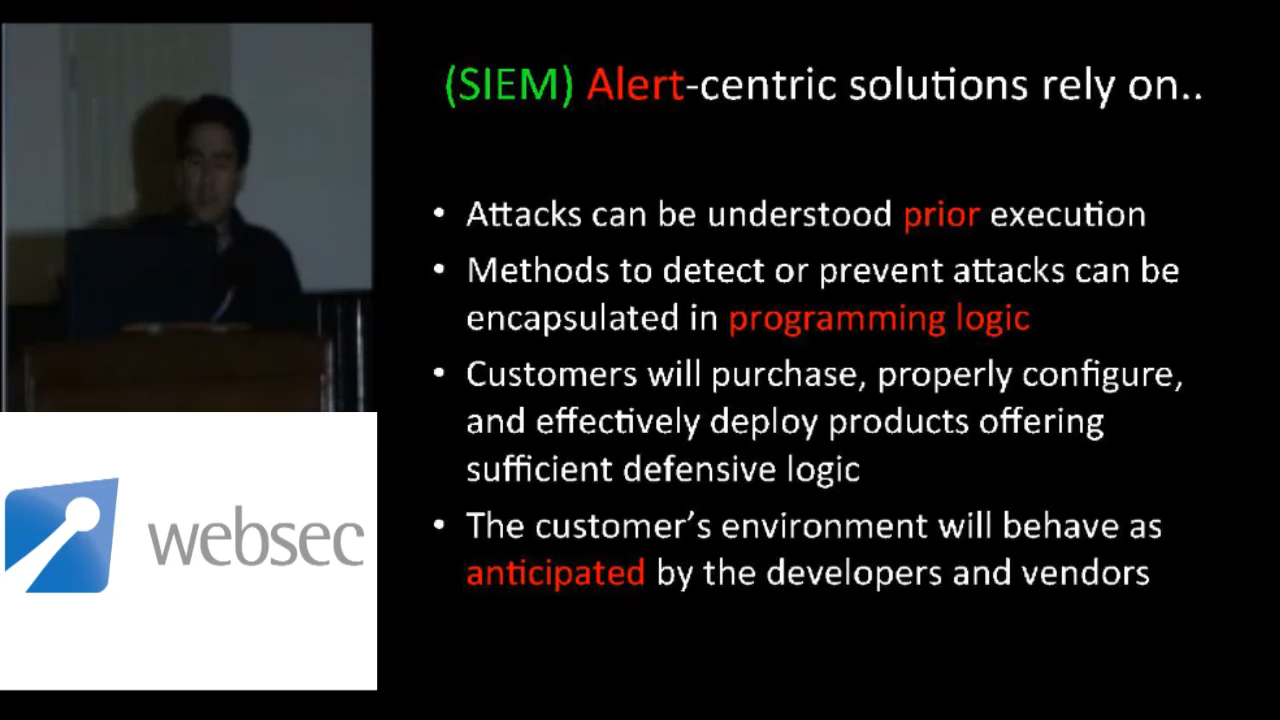 (SIEM) Alert-centric solutions rely on..
• Attacks can be understood prior execution
• Methods to detect or prevent attacks can be
encapsulated in programming logic
• Customers will purchase, properly configure,
and effectively deploy products offering
sufficient defensive logic
• The customer’s environment will behave as
anticipated by the developers and vendors
websec